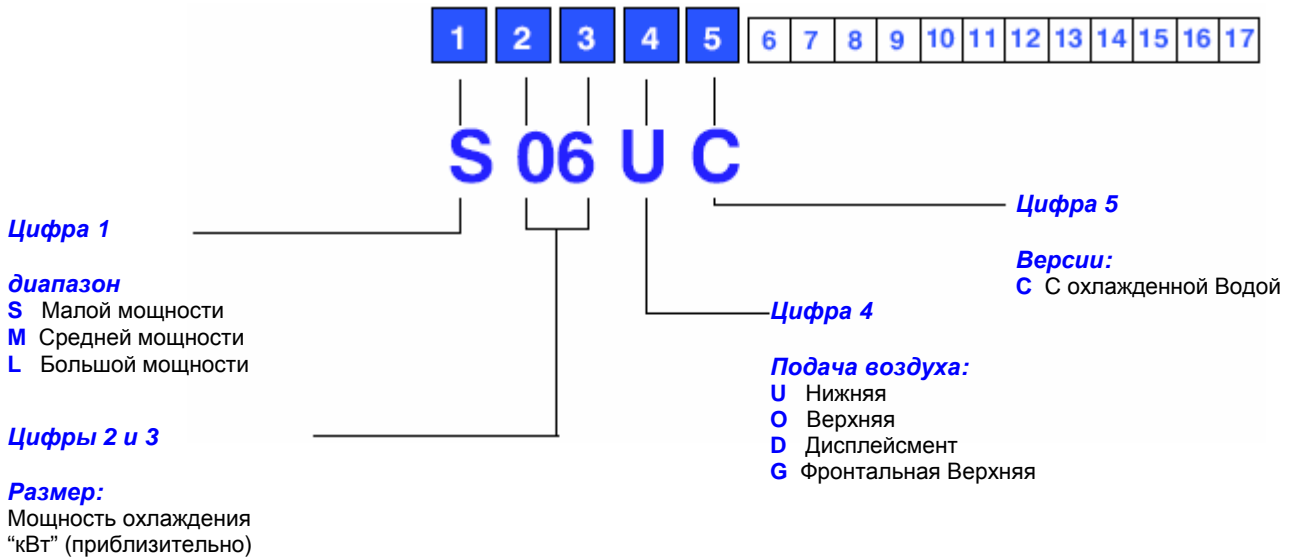 1 2 3 4 5 6 7 8 9 10 11 12 13 14 15 16 17
S 06 U C
Цифра 1
диапазон
S Малой мощности
M Средней мощности
L Большой мощности
Цифры 2 и 3
Размер:
Мощность охлаждения
“кВт” (приблизительно)
Цифра 4
Подача воздуха:
U Нижняя
O Верхняя
D Дисплейсмент
G Фронтальная Верхняя
Цифра 5
Версии:
C С охлажденной Водой